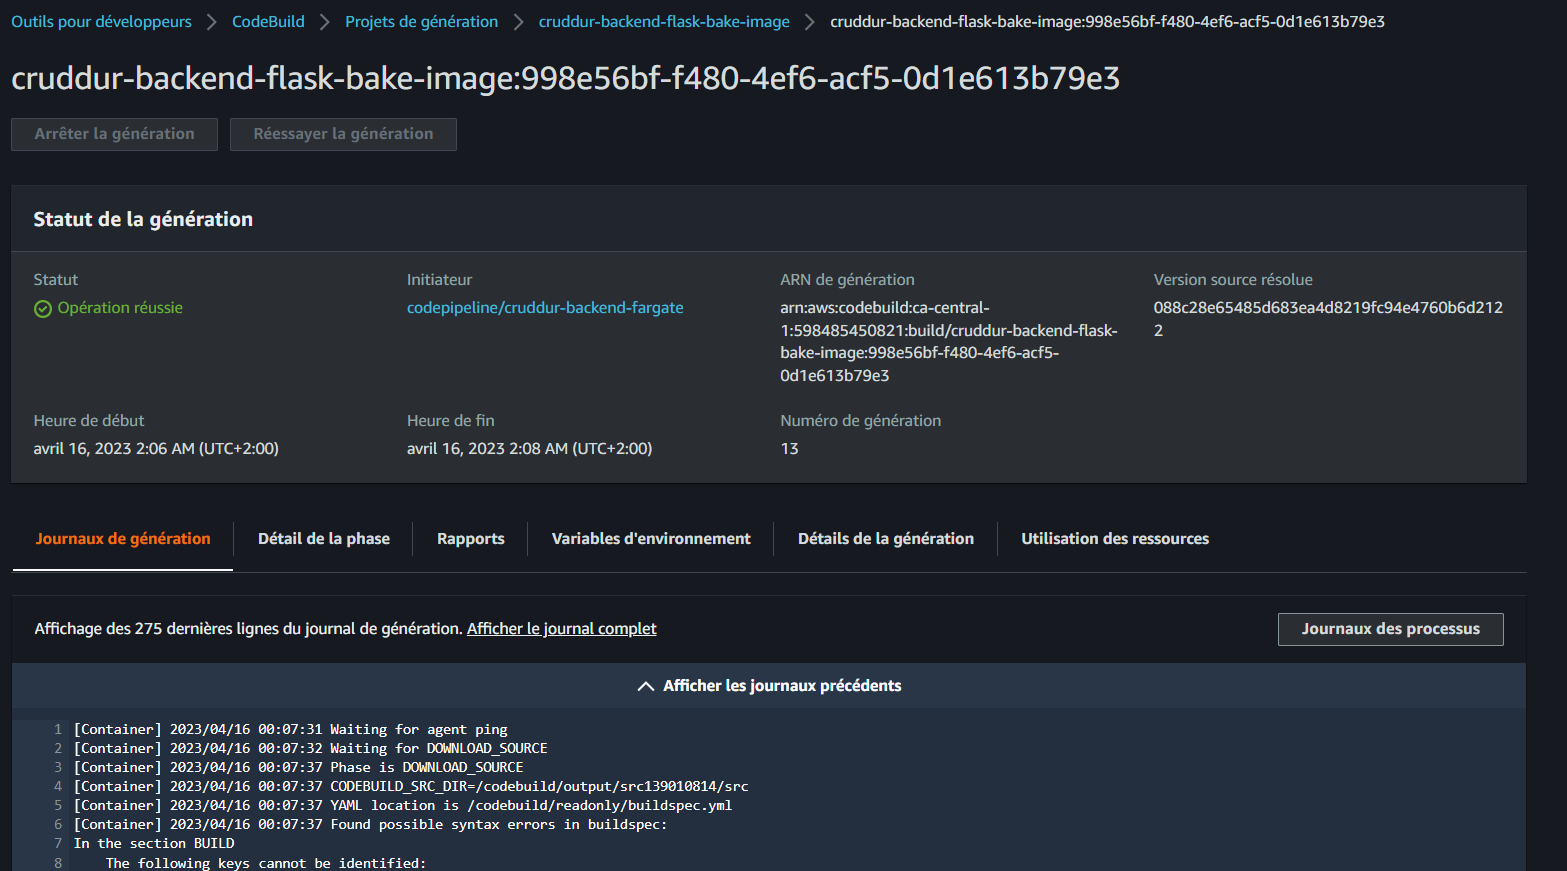 Outils pour développeurs > CodeBuild > Projets de génération > cruddur-backend-flask-bake-image > cruddur-backend-flask-bake-image:998e56bf-f480-4ef6-acf5-0d1e613b79e3
cruddur-backend-flask-bake-image:998e56bf-f480-4ef6-acf5-0d1e613b79e3
Arrêter la génération Réessayer la génération
Statut de la génération
Statut
Opération réussie
Initiateur
codepipeline/cruddur-backend-fargate
ARN de génération
arn:aws:codebuild:ca-central-
1:598485450821:build/cruddur-backend-flask-
bake-image:998e56bf-f480-4ef6-acf5-
0d1e613b79e3
Version source résolue
088c28e65485d683ea4d8219fc94e4760b6d212
2
Heure de début
avril 16, 2023 2:06 AM (UTC+2:00)
Heure de fin
avril 16, 2023 2:08 AM (UTC+2:00)
Numéro de génération
13
Journaux de génération Détail de la phase Rapports Variables d'environnement Détails de la génération Utilisation des ressources
Affichage des 275 dernières lignes du journal de génération. Afficher le journal complet
Journaux des processus
Afficher les journaux précédents
1 [Container] 2023/04/16 00:07:31 Waiting for agent ping
2 [Container] 2023/04/16 00:07:32 Waiting for DOWNLOAD_SOURCE
3 [Container] 2023/04/16 00:07:37 Phase is DOWNLOAD_SOURCE
4 [Container] 2023/04/16 00:07:37 CODEBUILD_SRC_DIR=/codebuild/output/src139010814/src
5 [Container] 2023/04/16 00:07:37 YAML location is /codebuild/readonly/buildspec.yml
6 [Container] 2023/04/16 00:07:37 Found possible syntax errors in buildspec:
7 In the section BUILD
8 The following keys cannot be identified: